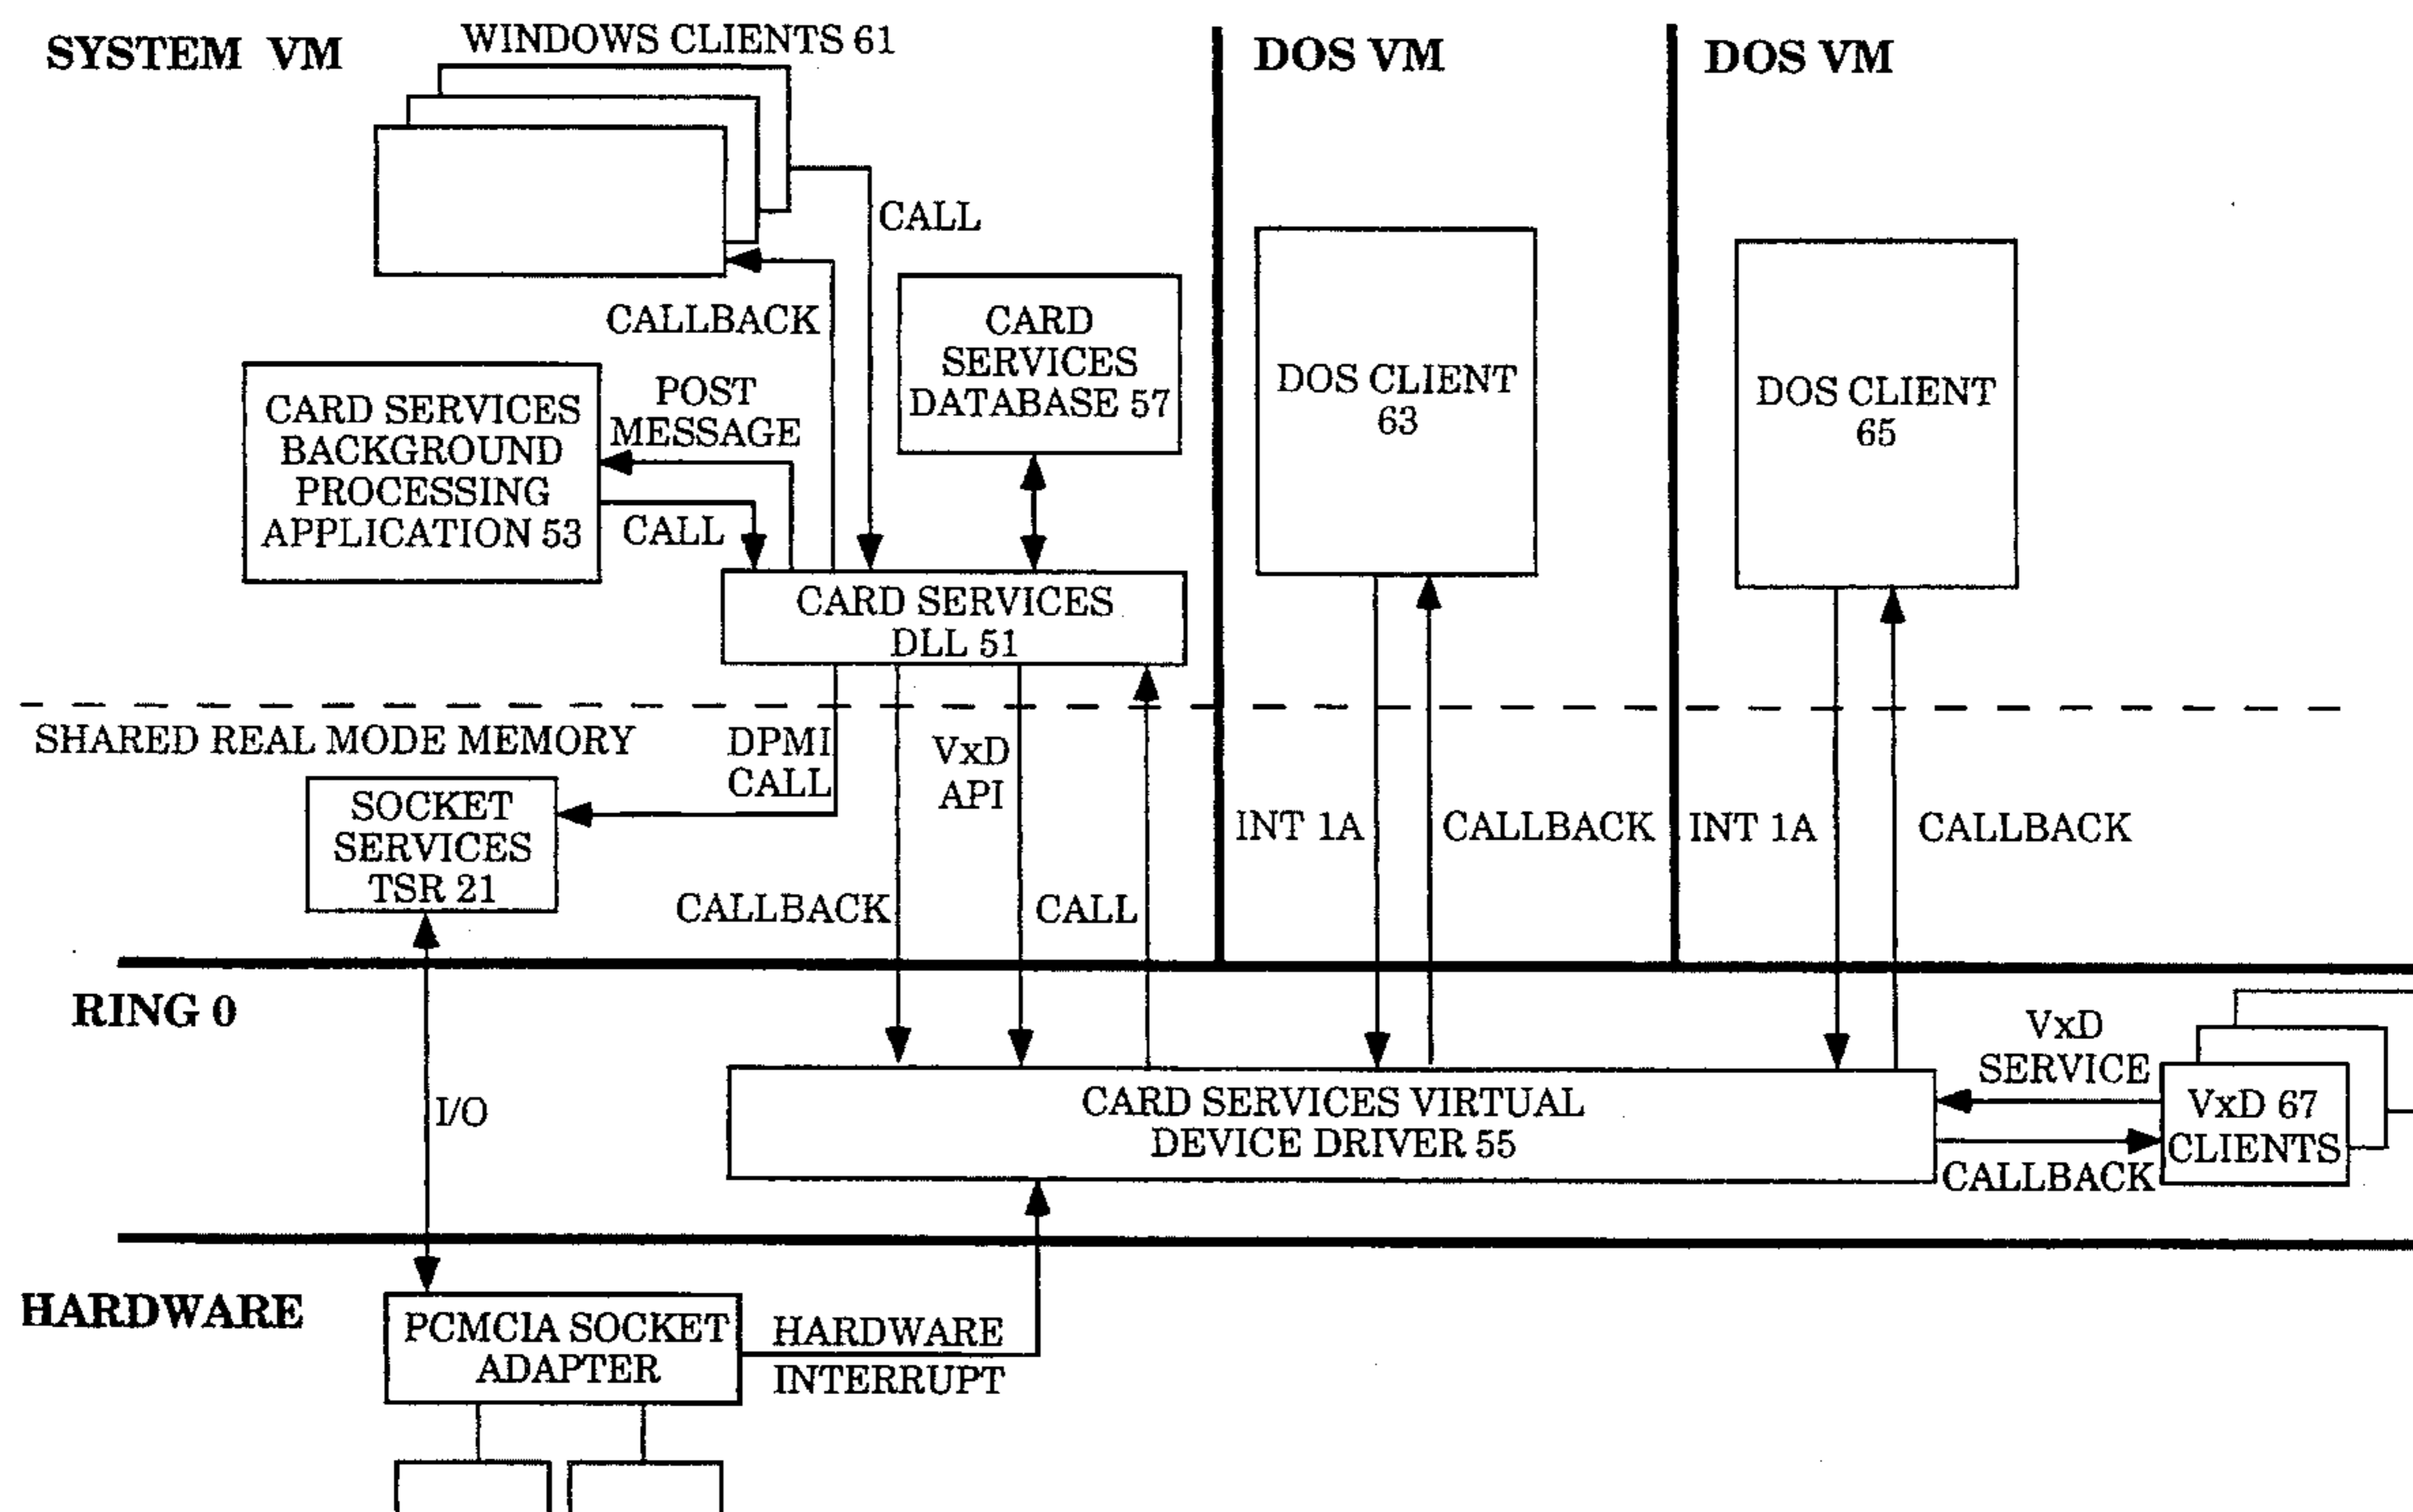 SYSTEM VM
WINDOWS CLIENTS 61
DOS VM
DOS VM
CALL
CALLBACK
CARD
SERVICES
DATABASE 57
DOS CLIENT
63
DOS CLIENT
65
CARD SERVICES
BACKGROUND
PROCESSING
APPLICATION 53
POST
MESSAGE
CALL
CARD SERVICES
DLL 51
SHARED REAL MODE MEMORY
DPMI
CALL
VxD
API
SOCKET
SERVICES
TSR 21
CALLBACK
CALL
INT 1A
CALLBACK
INT 1A
CALLBACK
RING 0
I/O
CARD SERVICES VIRTUAL
DEVICE DRIVER 55
VxD
SERVICE
CALLBACK
VxD 67
CLIENTS
HARDWARE
PCMCIA SOCKET
ADAPTER
HARDWARE
INTERRUPT